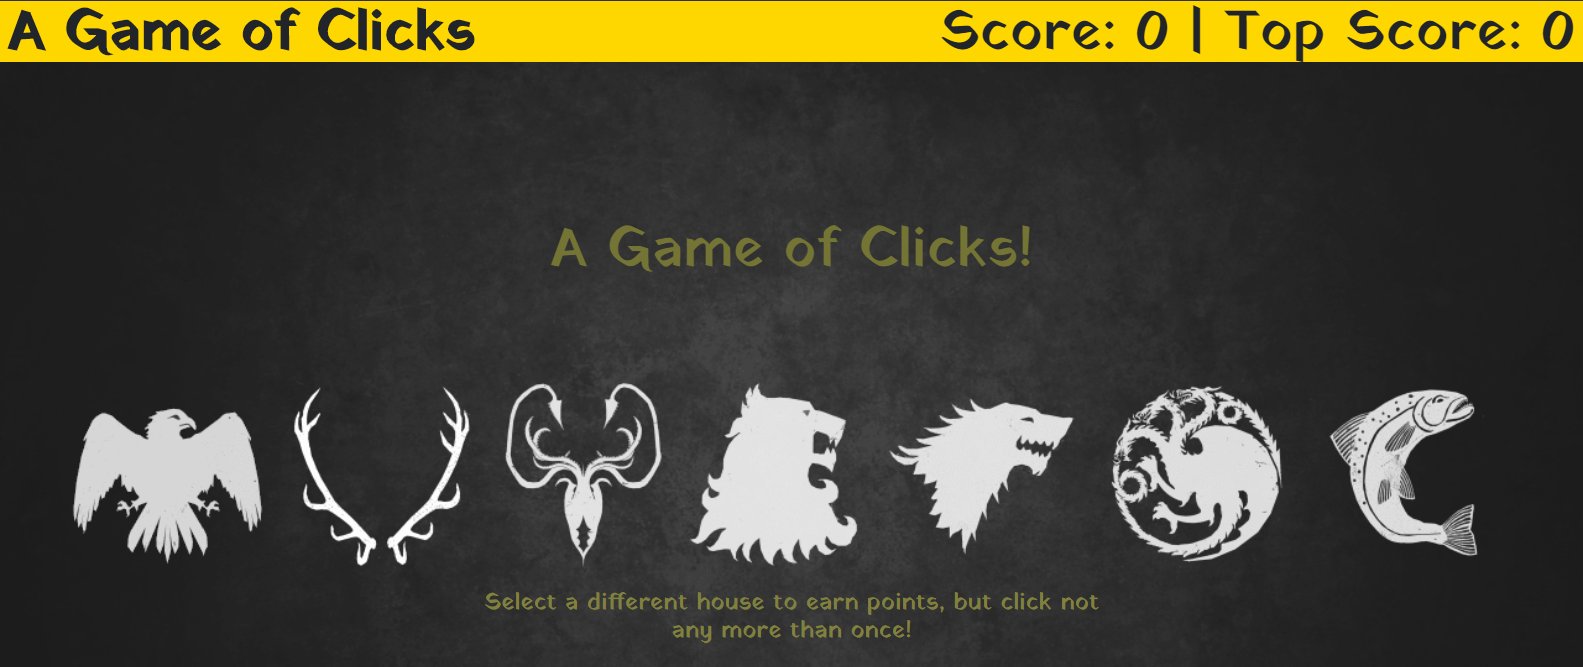 A Game of Clicks
Score: 0 | Top Score: 0
A Game of Clicks!
Select a different house to earn points, but click not
any more than once!